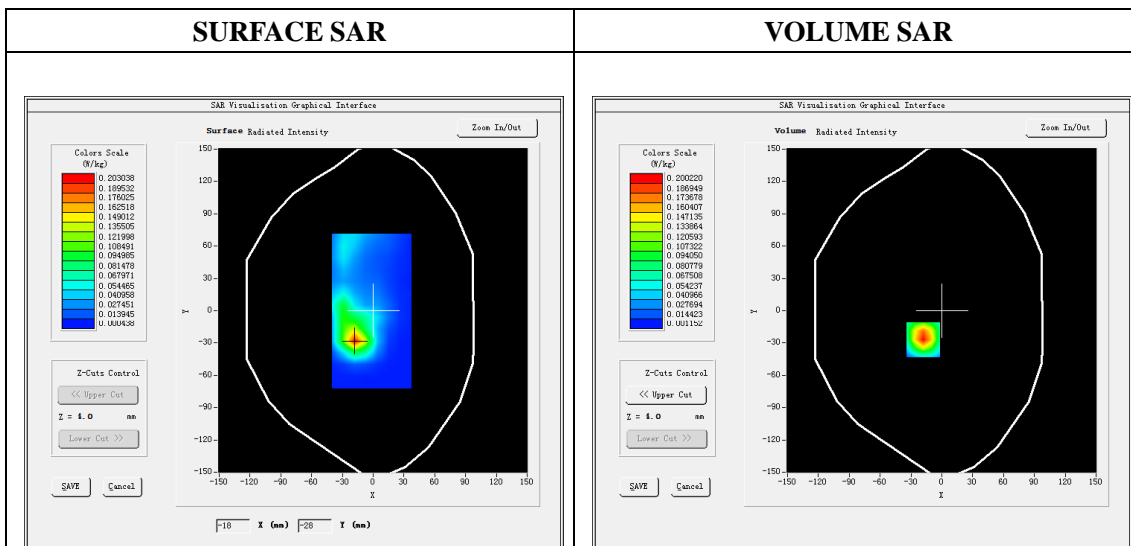 SURFACE SAR
VOLUME SAR
SAR Visualisation Graphical Interface
Surface Radiated Intensity
Zoom In/Out
Colors Scale
(W/kg)
0.203038
0.189532
0.176025
0.162518
0.149012
0.135505
0.121998
0.108491
0.094985
0.081478
0.067971
0.054465
0.040958
0.027451
0.013945
0.000438
Z-Cuts Control
<< Upper Cut
Z = 4.0 mm
Lower Cut >>
SAVE
Cancel
150
120
90
60
30
0
-30
-60
-90
-120
-150
Y
-150 -120 -90 -60 -30 0 30 60 90 120 150
X
-18 X (mm) -28 Y (mm)
SAR Visualisation Graphical Interface
Volume Radiated Intensity
Zoom In/Out
Colors Scale
(W/kg)
0.200220
0.186949
0.173678
0.160407
0.147135
0.133864
0.120593
0.107322
0.094050
0.080779
0.067508
0.054237
0.040966
0.027694
0.014423
0.001152
Z-Cuts Control
<< Upper Cut
Z = 4.0 mm
Lower Cut >>
SAVE
Cancel
150
120
90
60
30
0
-30
-60
-90
-120
-150
Y
-150 -120 -90 -60 -30 0 30 60 90 120 150
X